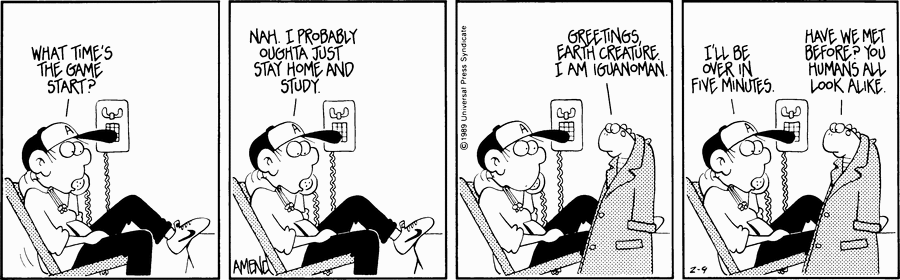 WHAT TIME'S
THE GAME
START?
A
NAH. I PROBABLY
OUGHTA JUST
STAY HOME AND
STUDY.
A
AMEND
GREETINGS,
EARTH CREATURE.
I AM IGUANOMAN.
A
© 1989 Universal Press Syndicate
I'LL BE
OVER IN
FIVE MINUTES.
HAVE WE MET
BEFORE? YOU
HUMANS ALL
LOOK ALIKE.
A
2-9